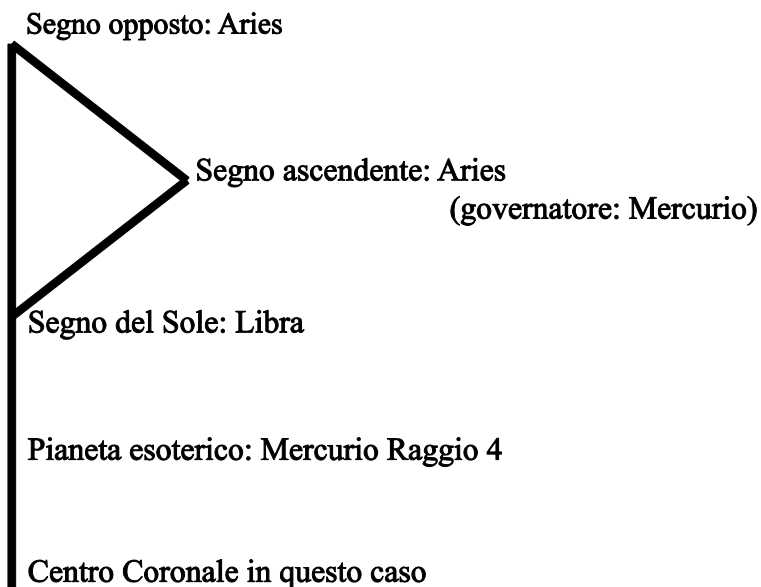 Segno opposto: Aries
Segno ascendente: Aries
(governatore: Mercurio)
Segno del Sole: Libra
Pianeta esoterico: Mercurio Raggio 4
Centro Coronale in questo caso